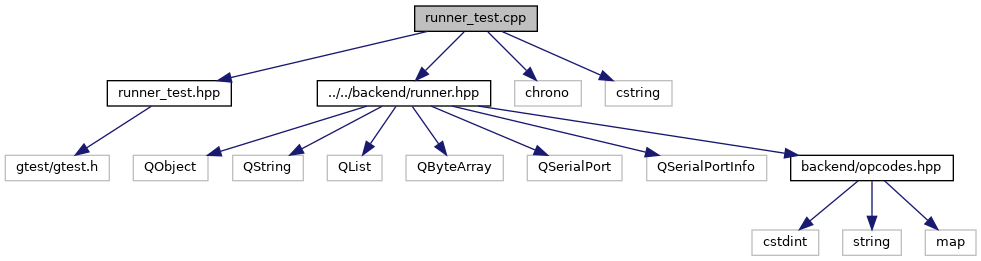 runner_test.cpp
runner_test.hpp
../../backend/runner.hpp
chrono
cstring
gtest/gtest.h
QObject
QString
QList
QByteArray
QSerialPort
QSerialPortInfo
backend/opcodes.hpp
cstdint
string
map